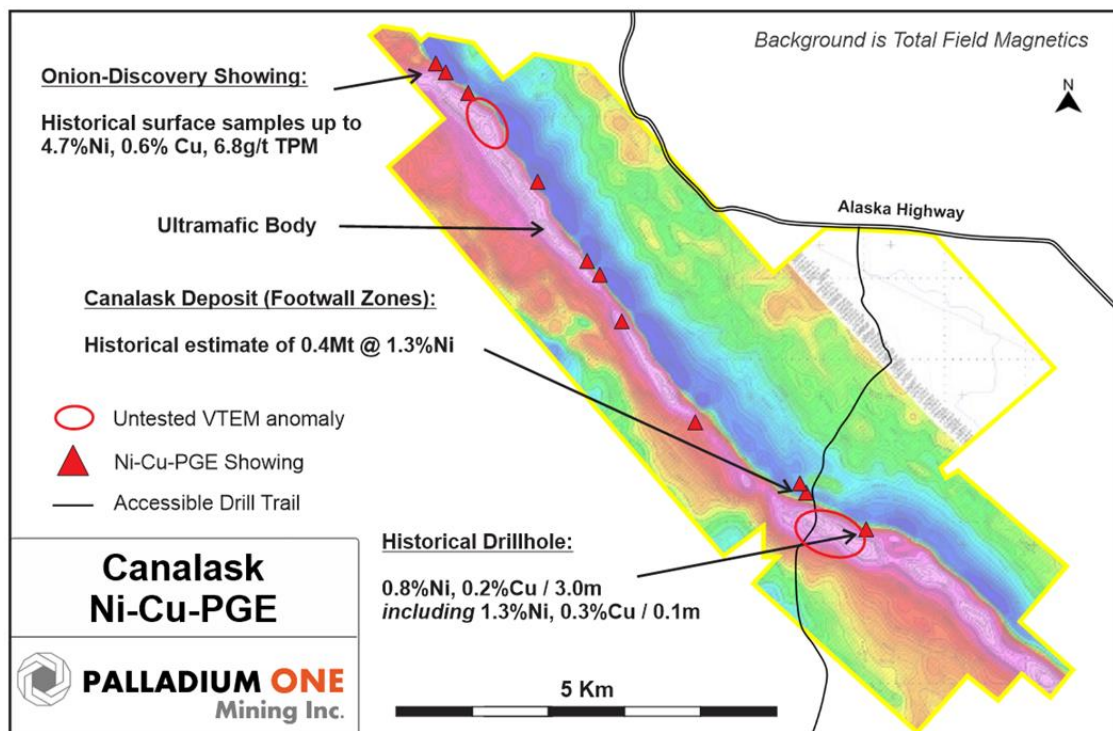 Background is Total Field Magnetics
Onion-Discovery Showing:
Historical surface samples up to
4.7%Ni, 0.6% Cu, 6.8g/t TPM
N
Alaska Highway
Ultramafic Body
Canalask Deposit (Footwall Zones):
Historical estimate of 0.4Mt @ 1.3%Ni
Untested VTEM anomaly
Ni-Cu-PGE Showing
Accessible Drill Trail
Historical Drillhole:
0.8%Ni, 0.2%Cu / 3.0m
including 1.3%Ni, 0.3%Cu / 0.1m
Canalask
Ni-Cu-PGE
PALLADIUM ONE
Mining Inc.
5 Km